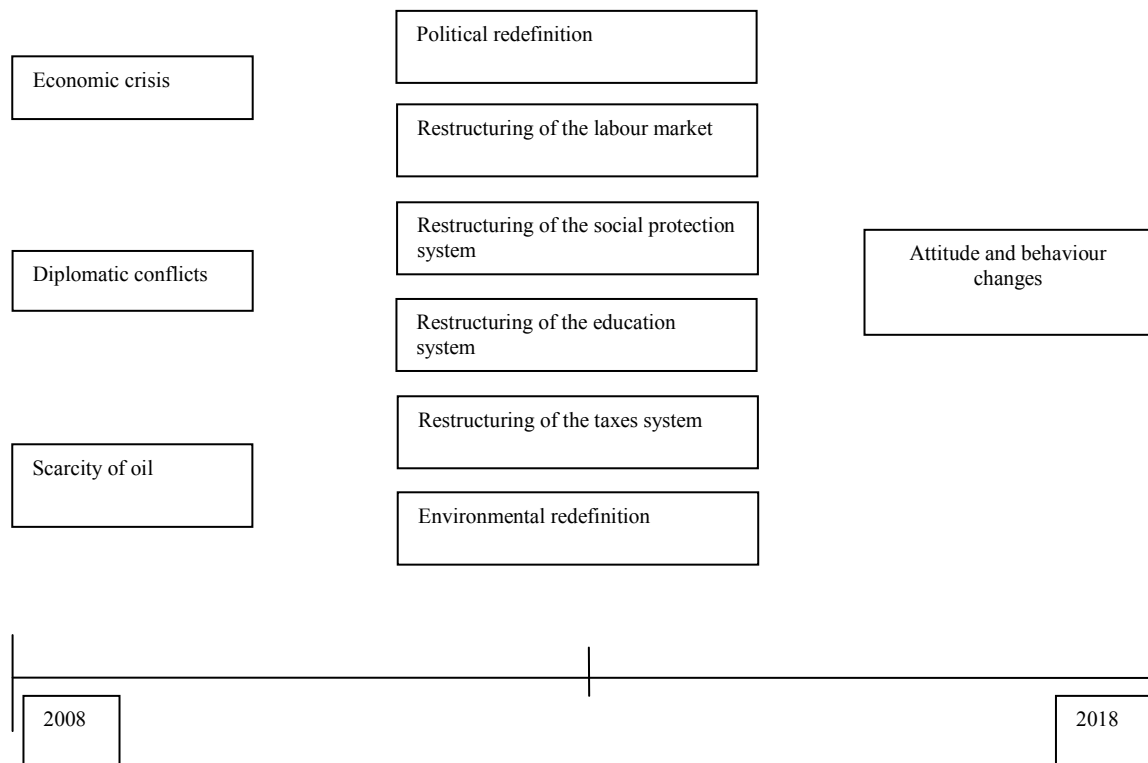 Economic crisis
Diplomatic conflicts
Scarcity of oil
Political redefinition
Restructuring of the labour market
Restructuring of the social protection
system
Restructuring of the education
system
Restructuring of the taxes system
Environmental redefinition
Attitude and behaviour
changes
2008
2018